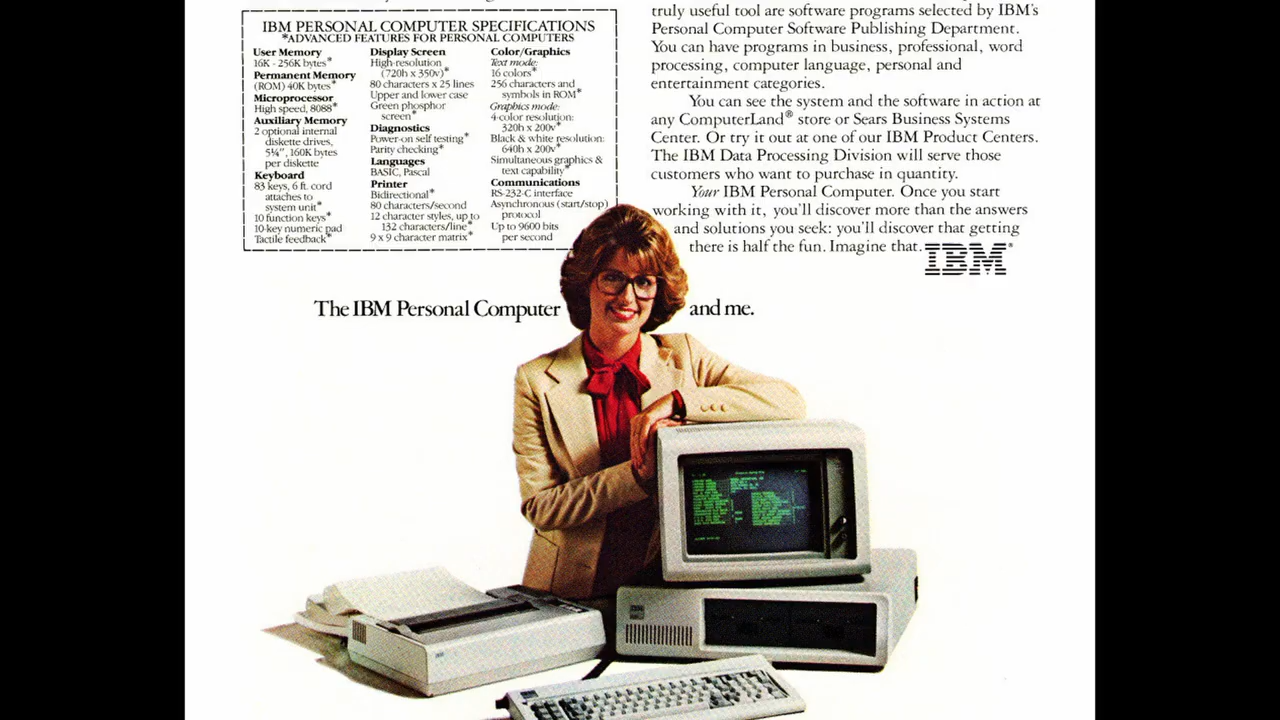 IBM PERSONAL COMPUTER SPECIFICATIONS
*ADVANCED FEATURES FOR PERSONAL COMPUTERS
User Memory
16K - 256K bytes*
Permanent Memory
(ROM) 40K bytes*
Microprocessor
High speed, 8088*
Auxiliary Memory
2 optional internal
diskette drives,
5¼", 160K bytes
per diskette
Keyboard
83 keys, 6 ft. cord
attaches to
system unit*
10 function keys*
10-key numeric pad
Tactile feedback*
Display Screen
High-resolution
(720h x 350v)*
80 characters x 25 lines
Upper and lower case
Green phosphor
screen*
Diagnostics
Power-on self testing*
Parity checking*
Languages
BASIC, Pascal
Printer
Bidirectional*
80 characters/second
12 character styles, up to
132 characters/line*
9 x 9 character matrix*
Color/Graphics
Text mode:
16 colors*
256 characters and
symbols in ROM*
Graphics mode:
4-color resolution:
320h x 200v*
Black & white resolution:
640h x 200v*
Simultaneous graphics &
text capability*
Communications
RS-232-C interface
Asynchronous (start/stop)
protocol
Up to 9600 bits
per second
truly useful tool are software programs selected by IBM's
Personal Computer Software Publishing Department.
You can have programs in business, professional, word
processing, computer language, personal and
entertainment categories.
You can see the system and the software in action at
any ComputerLand® store or Sears Business Systems
Center. Or try it out at one of our IBM Product Centers.
The IBM Data Processing Division will serve those
customers who want to purchase in quantity.
Your IBM Personal Computer. Once you start
working with it, you'll discover more than the answers
and solutions you seek: you'll discover that getting
there is half the fun. Imagine that.
IBM®
The IBM Personal Computer and me.